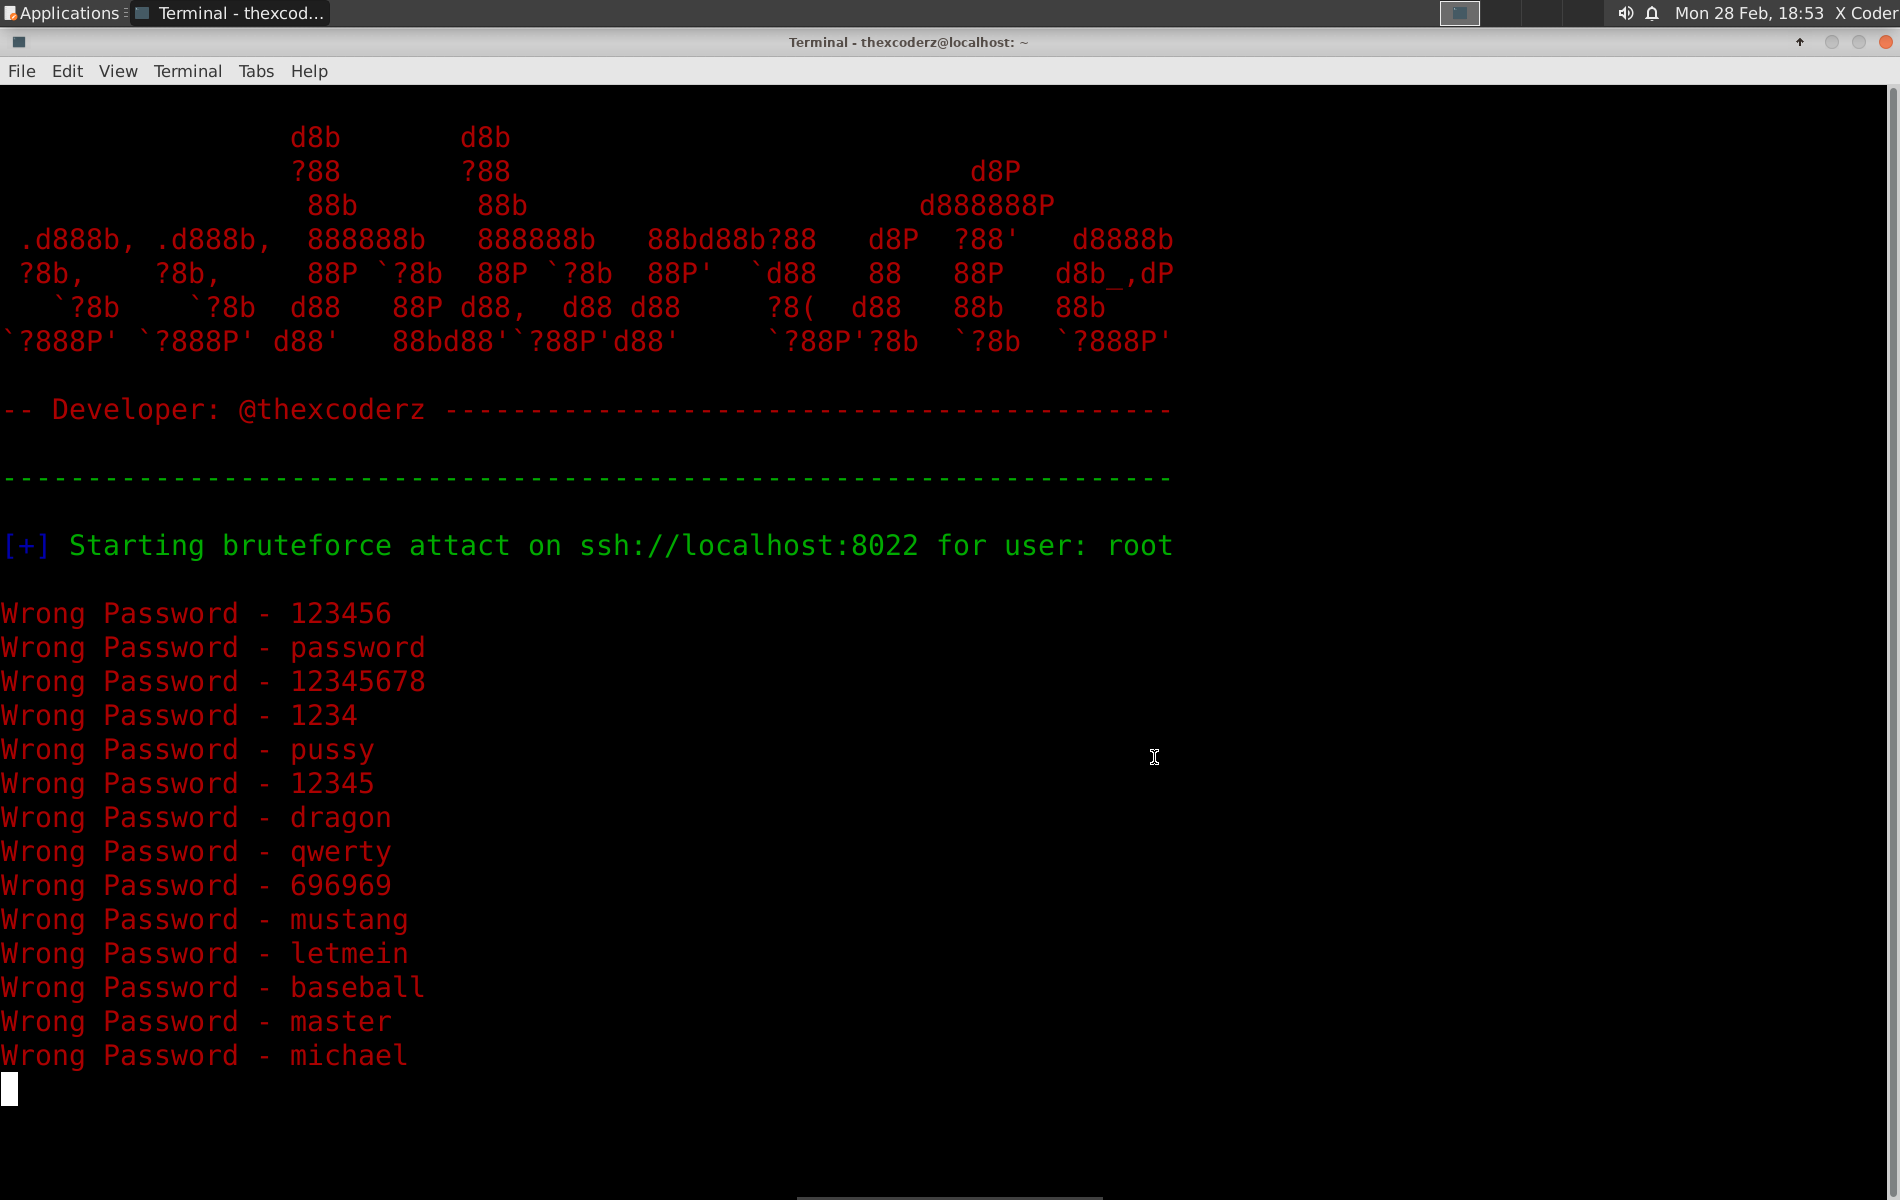 Applications Terminal - thexcod... Mon 28 Feb, 18:53 X Coder
Terminal - thexcoderz@localhost: ~
File Edit View Terminal Tabs Help
                 d8b       d8b
                 ?88       ?88                           d8P
                  88b       88b                       d888888P
 .d888b, .d888b,  888888b   888888b   88bd88b?88   d8P  ?88'   d8888b
 ?8b,    ?8b,     88P `?8b  88P `?8b  88P'  `d88   88   88P   d8b_,dP
   `?8b    `?8b  d88   88P d88,  d88 d88     ?8(  d88   88b   88b
`?888P' `?888P' d88'   88bd88'`?88P'd88'     `?88P'?8b  `?8b  `?888P'
-- Developer: @thexcoderz -------------------------------------------
---------------------------------------------------------------------
[+] Starting bruteforce attact on ssh://localhost:8022 for user: root
Wrong Password - 123456
Wrong Password - password
Wrong Password - 12345678
Wrong Password - 1234
Wrong Password - pussy
Wrong Password - 12345
Wrong Password - dragon
Wrong Password - qwerty
Wrong Password - 696969
Wrong Password - mustang
Wrong Password - letmein
Wrong Password - baseball
Wrong Password - master
Wrong Password - michael